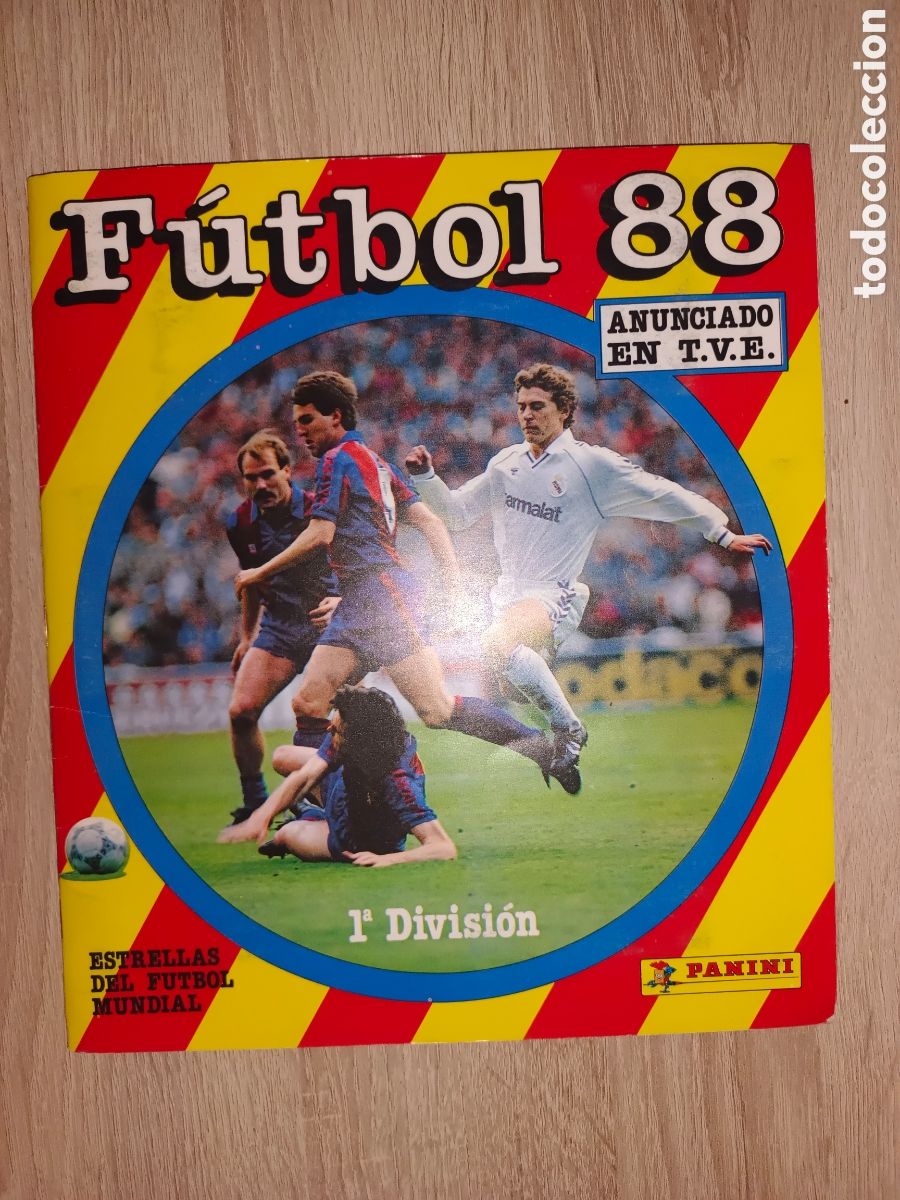 Fútbol 88
ANUNCIADO
EN T.V.E.
parmalat
1ª División
ESTRELLAS
DEL FUTBOL
MUNDIAL
PANINI
todocoleccion